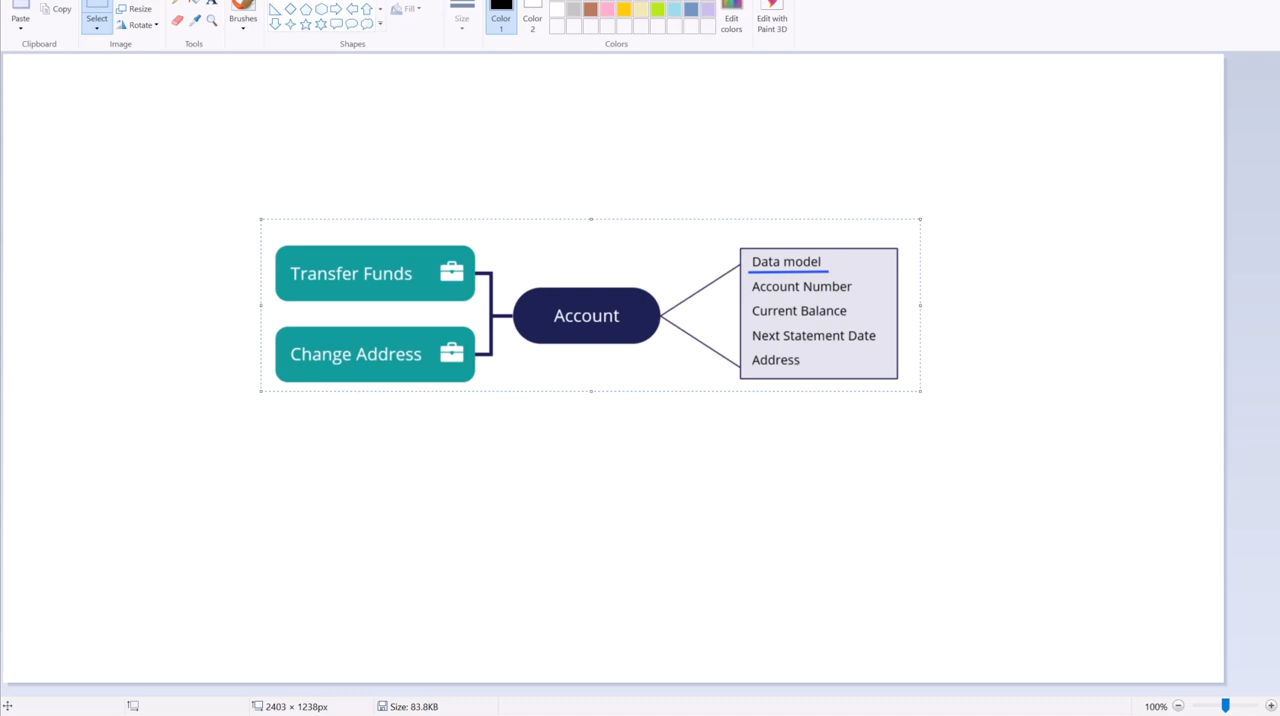 Paste
Copy
Clipboard
Select
Resize
Rotate
Image
A
Tools
Brushes
Fill
Shapes
Size
Color
1
Color
2
Colors
Edit
colors
Edit with
Paint 3D
Transfer Funds
Change Address
Account
Data model
Account Number
Current Balance
Next Statement Date
Address
2403 × 1238px
Size: 83.8KB
100%